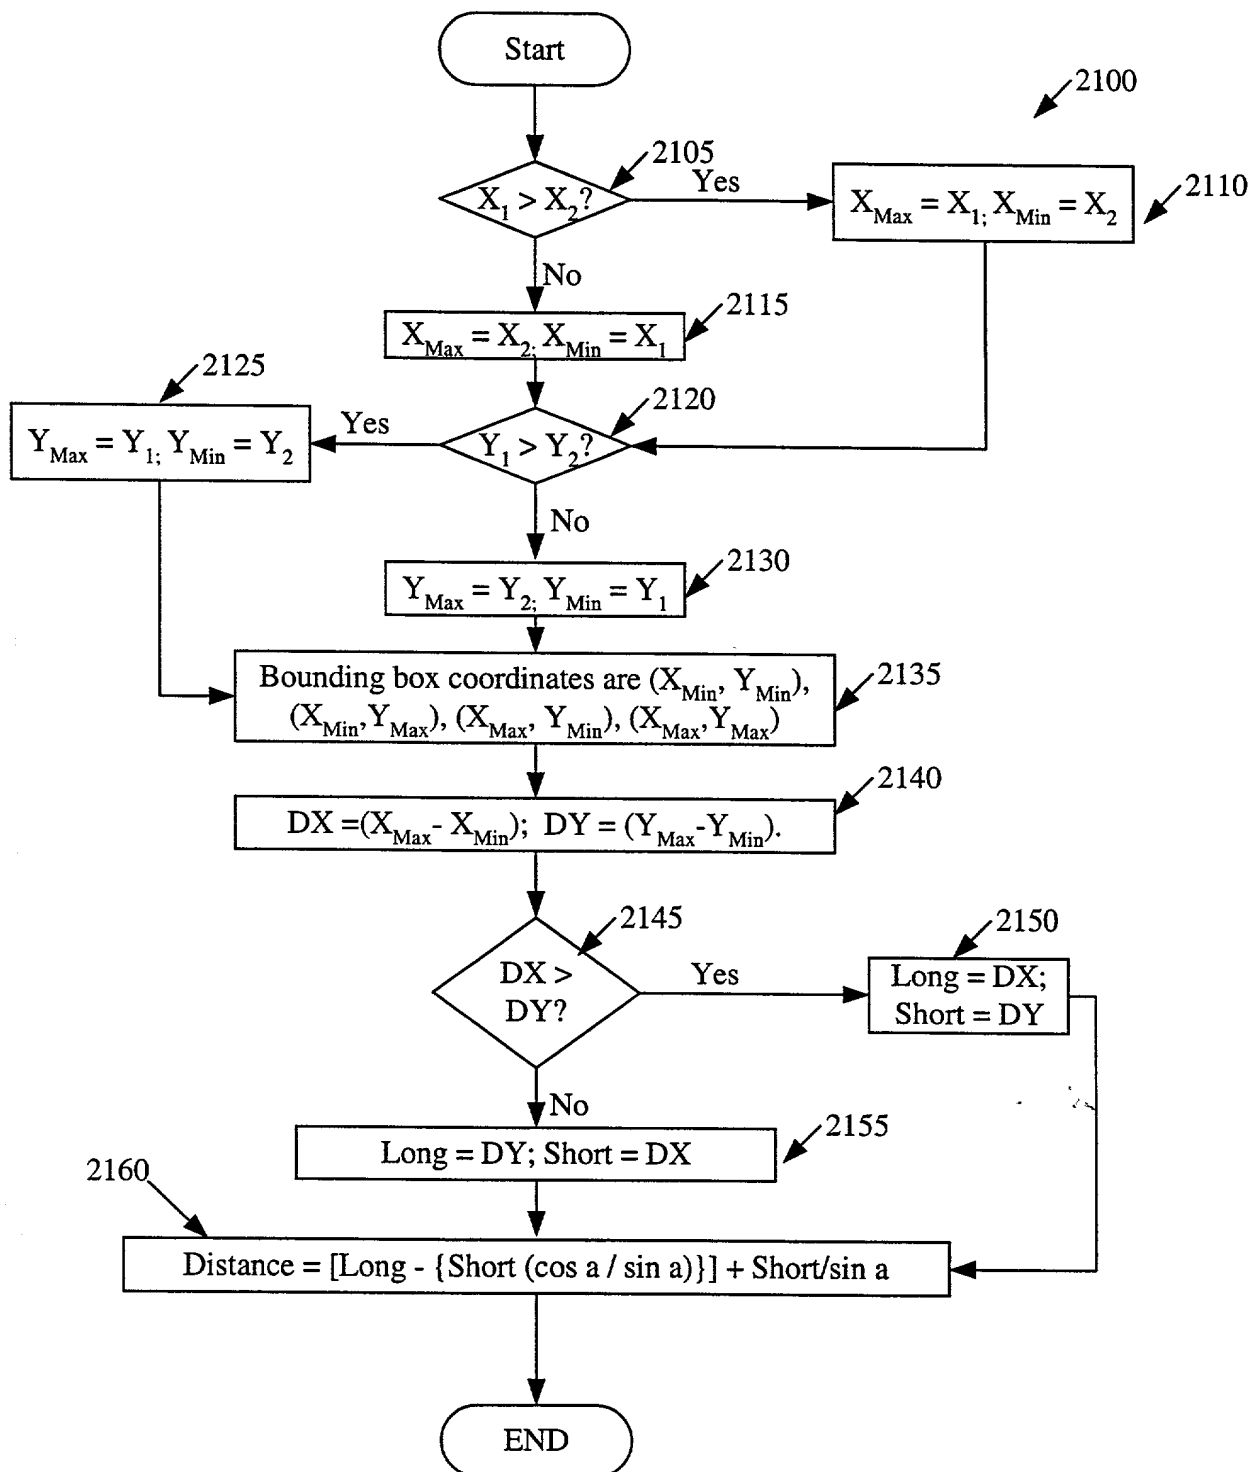 Start
2100
2105
X1 > X2?
Yes
XMax = X1; XMin = X2
2110
No
2115
XMax = X2; XMin = X1
2125
2120
YMax = Y1; YMin = Y2
Yes
Y1 > Y2?
No
2130
YMax = Y2; YMin = Y1
Bounding box coordinates are (XMin, YMin),
(XMin,YMax), (XMax, YMin), (XMax,YMax)
2135
2140
DX =(XMax- XMin); DY = (YMax-YMin).
2145
2150
DX >
DY?
Yes
Long = DX;
Short = DY
No
2155
Long = DY; Short = DX
2160
Distance = [Long - {Short (cos a / sin a)}] + Short/sin a
END